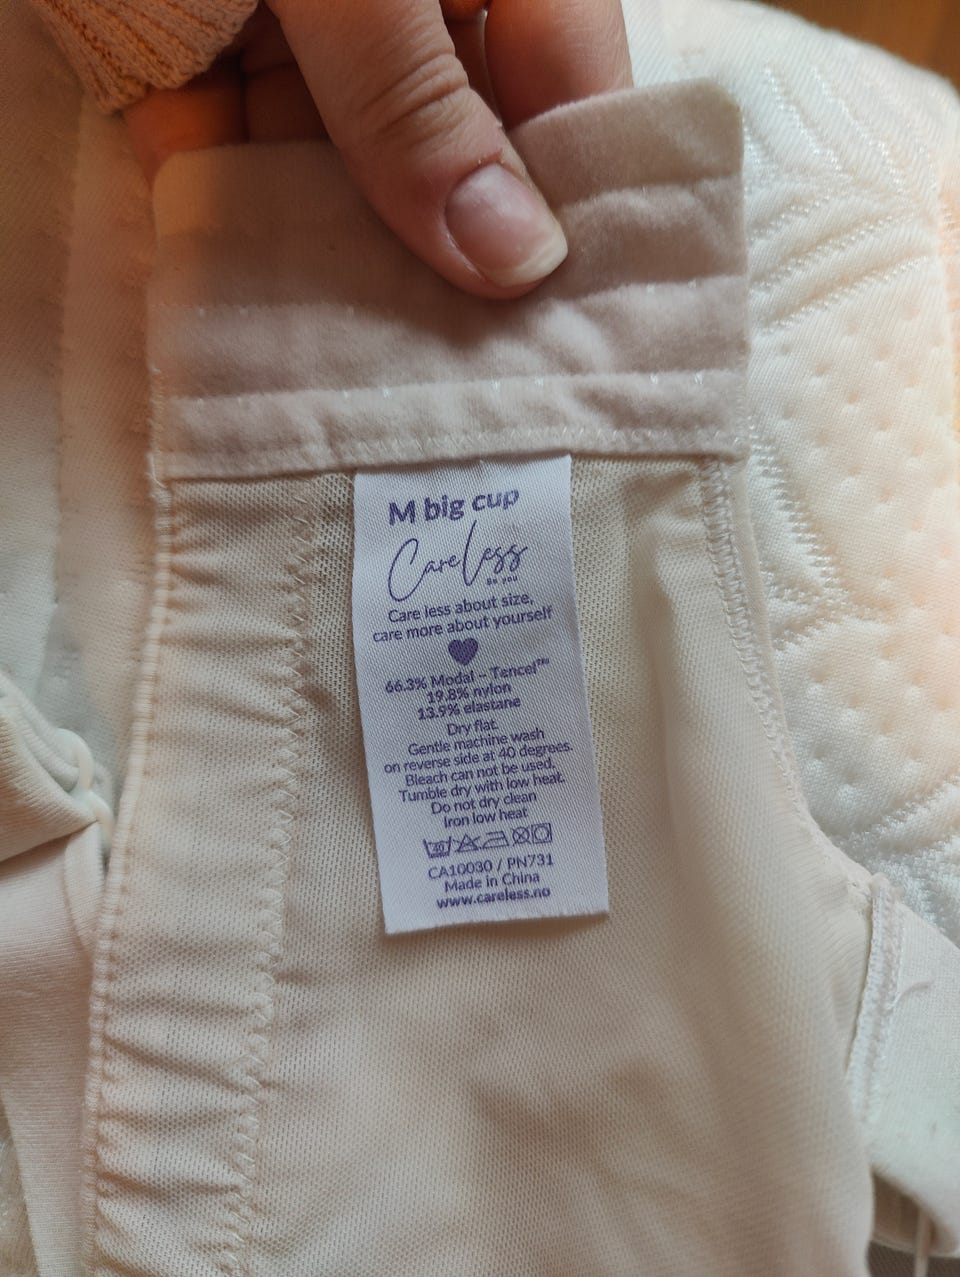 M big cup
CareLess
BE YOU
Care less about size,
care more about yourself
66.3% Modal – Tencel™
19.8% nylon
13.9% elastane
Dry flat.
Gentle machine wash
on reverse side at 40 degrees.
Bleach can not be used.
Tumble dry with low heat.
Do not dry clean
Iron low heat
40
CA10030 / PN731
Made in China
www.careless.no